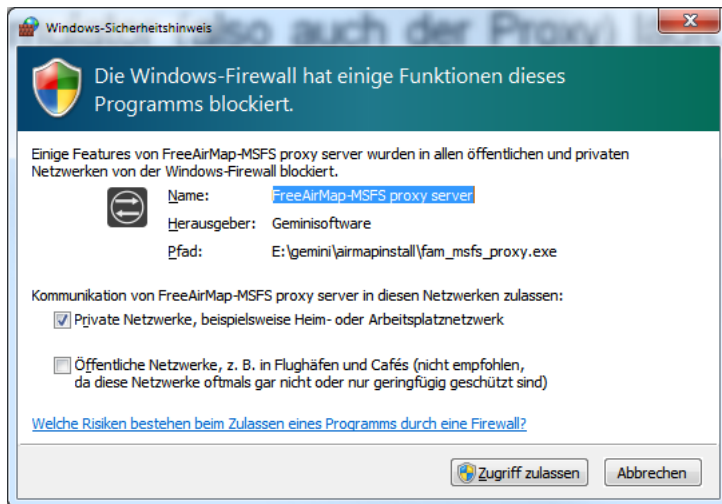 Windows-Sicherheitshinweis
(also auch der Proxy)
Die Windows-Firewall hat einige Funktionen dieses
Programms blockiert.
Einige Features von FreeAirMap-MSFS proxy server wurden in allen öffentlichen und privaten
Netzwerken von der Windows-Firewall blockiert.
Name: FreeAirMap-MSFS proxy server
Herausgeber: Geminisoftware
Pfad: E:\gemini\airmapinstall\fam_msfs_proxy.exe
Kommunikation von FreeAirMap-MSFS proxy server in diesen Netzwerken zulassen:
Private Netzwerke, beispielsweise Heim- oder Arbeitsplatznetzwerk
Öffentliche Netzwerke, z. B. in Flughäfen und Cafés (nicht empfohlen,
da diese Netzwerke oftmals gar nicht oder nur geringfügig geschützt sind)
Welche Risiken bestehen beim Zulassen eines Programms durch eine Firewall?
Zugriff zulassen Abbrechen